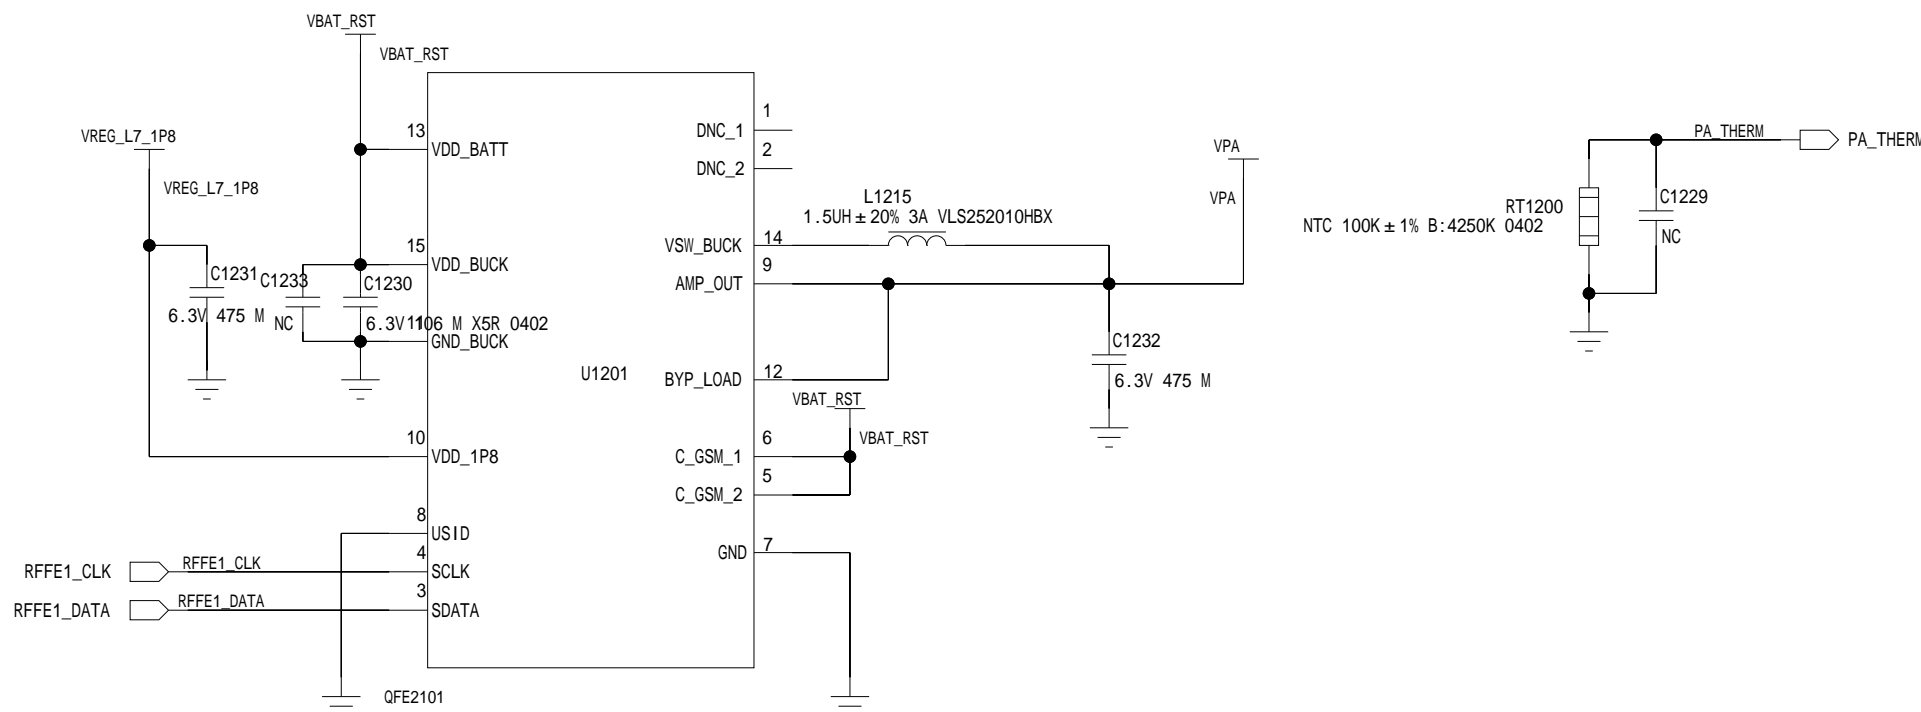 VBAT_RST
VBAT_RST
VREG_L7_1P8
VREG_L7_1P8
13
VDD_BATT
15
VDD_BUCK
C1231
6.3V 475 M
C1233
NC
C1230
6.3V 106 M X5R 0402
11
GND_BUCK
10
VDD_1P8
8
USID
RFFE1_CLK
RFFE1_CLK
4
SCLK
RFFE1_DATA
RFFE1_DATA
3
SDATA
U1201
QFE2101
1
DNC_1
2
DNC_2
L1215
1.5UH±20% 3A VLS252010HBX
VSW_BUCK
14
9
AMP_OUT
VPA
VPA
C1232
6.3V 475 M
BYP_LOAD
12
VBAT_RST
VBAT_RST
6
C_GSM_1
5
C_GSM_2
GND
7
PA_THERM
PA_THERM
RT1200
NTC 100K±1% B:4250K 0402
C1229
NC